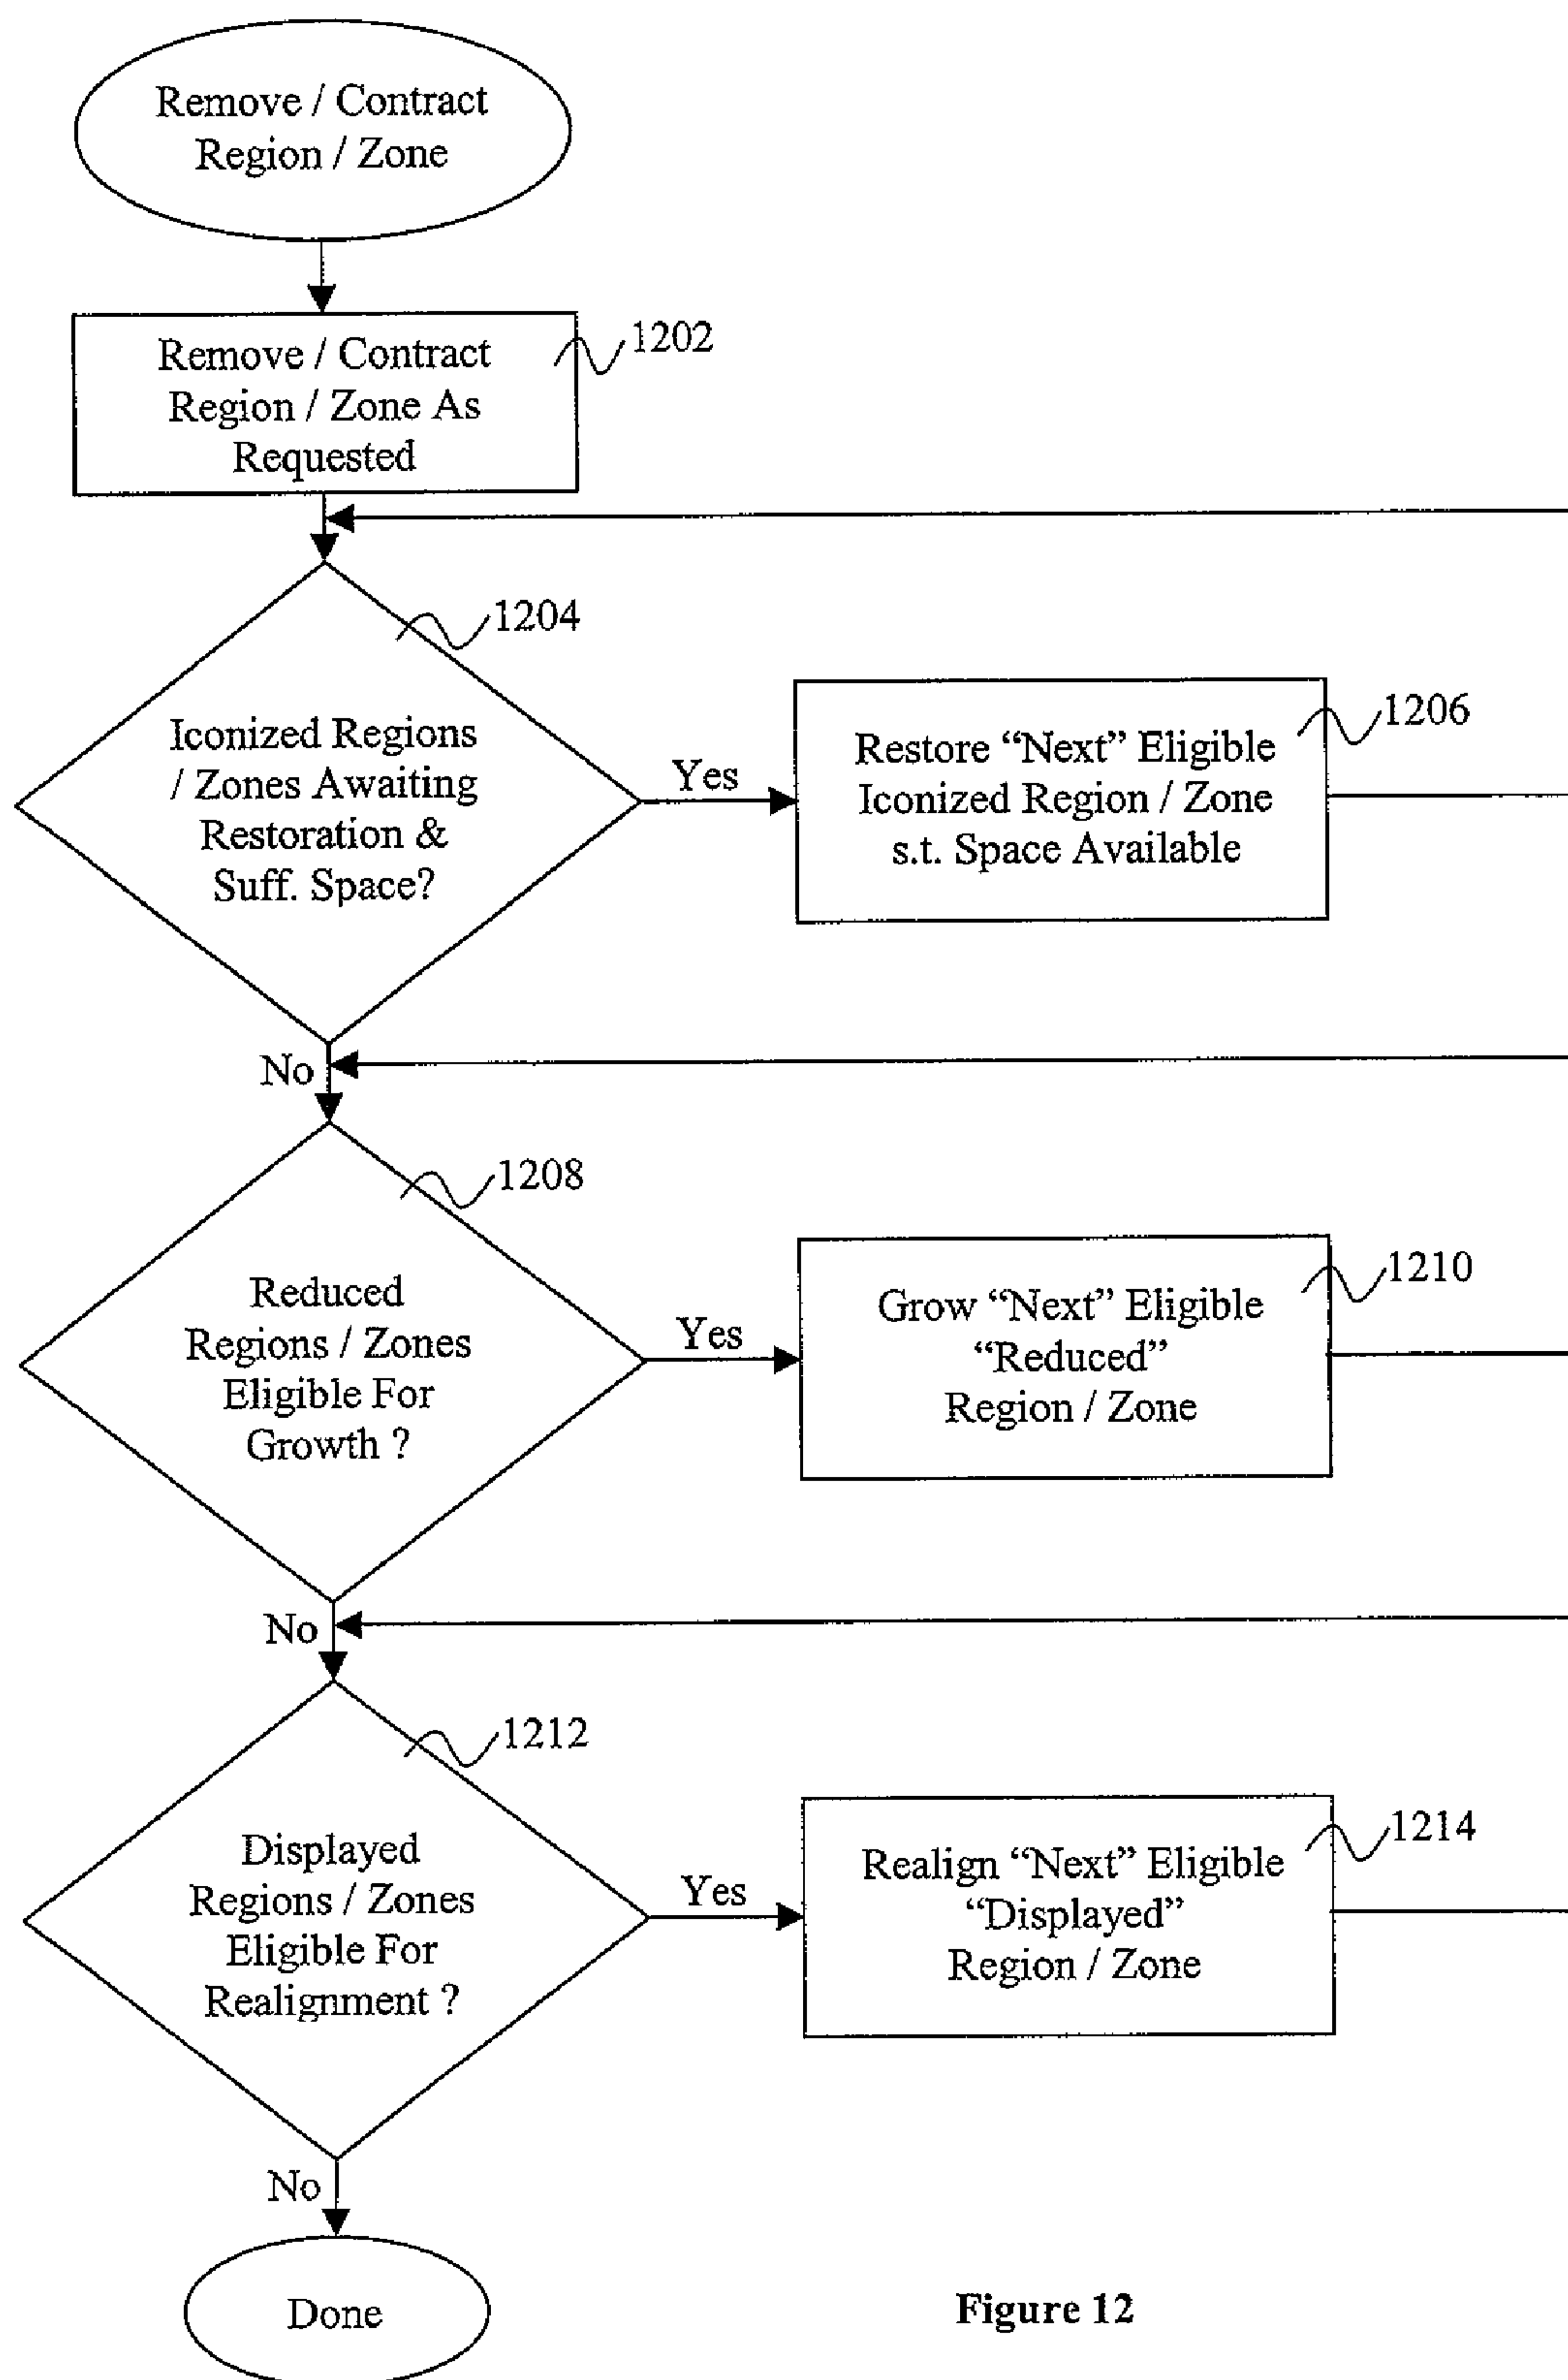 Remove / Contract
Region / Zone
Remove / Contract
Region / Zone As
Requested
1202
1204
Iconized Regions
/ Zones Awaiting
Restoration &
Suff. Space?
Yes
Restore “Next” Eligible
Iconized Region / Zone
s.t. Space Available
1206
No
1208
Reduced
Regions / Zones
Eligible For
Growth ?
Yes
Grow “Next” Eligible
“Reduced”
Region / Zone
1210
No
1212
Displayed
Regions / Zones
Eligible For
Realignment ?
Yes
Realign “Next” Eligible
“Displayed”
Region / Zone
1214
No
Done
Figure 12